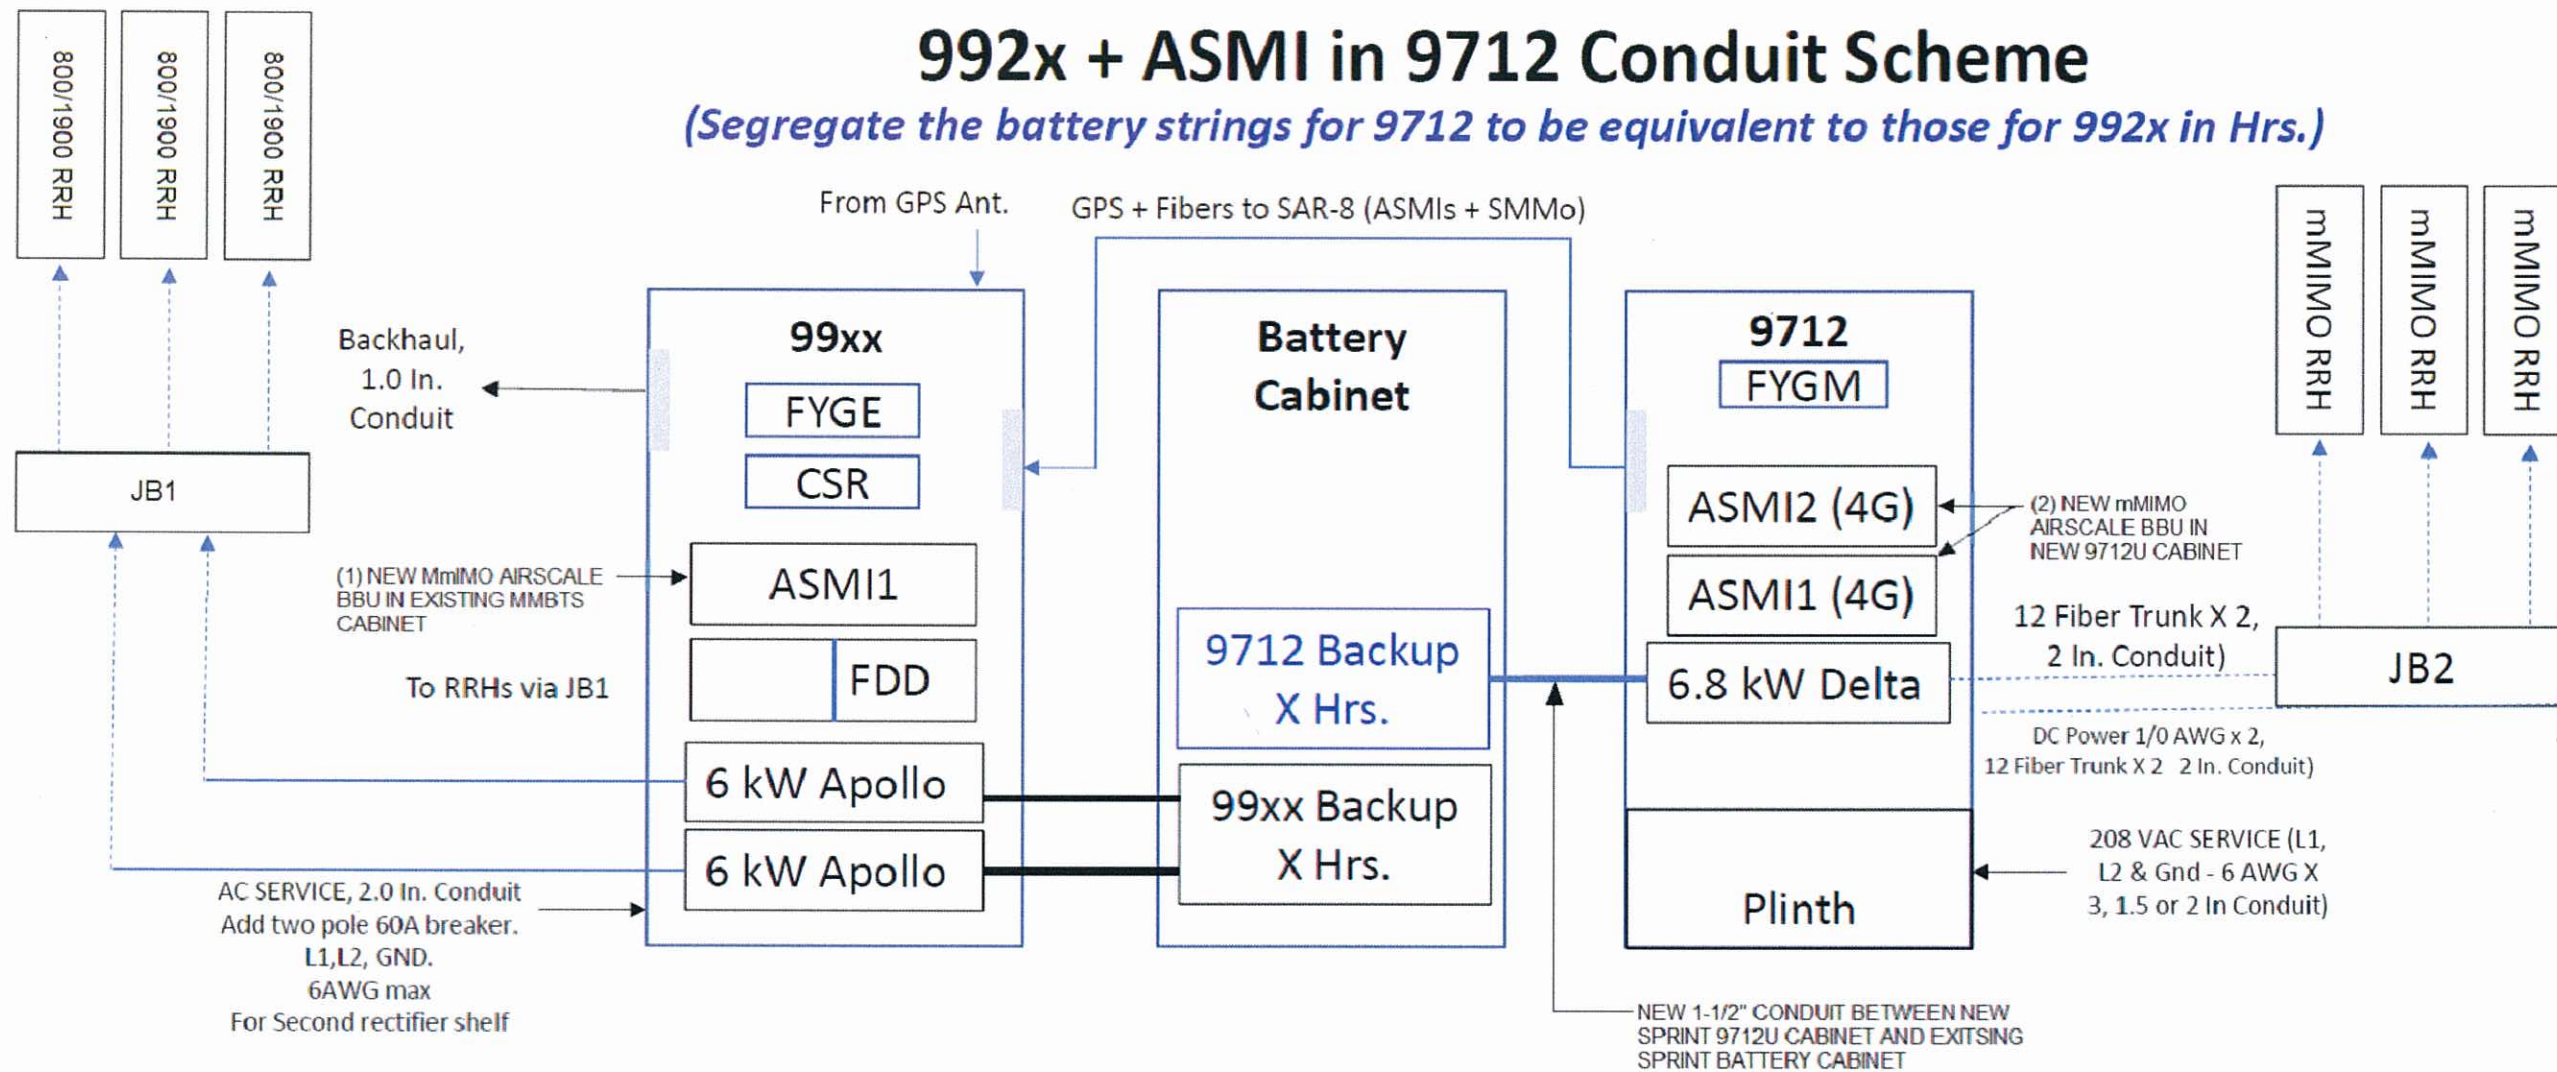 992x + ASMI in 9712 Conduit Scheme
(Segregate the battery strings for 9712 to be equivalent to those for 992x in Hrs.)
800/1900 RRH
800/1900 RRH
800/1900 RRH
JB1
Backhaul,
1.0 In.
Conduit
(1) NEW MmIMO AIRSCALE
BBU IN EXISTING MMBTS
CABINET
To RRHs via JB1
AC SERVICE, 2.0 In. Conduit
Add two pole 60A breaker.
L1,L2, GND.
6AWG max
For Second rectifier shelf
From GPS Ant.
GPS + Fibers to SAR-8 (ASMIs + SMMo)
99xx
FYGE
CSR
ASMI1
FDD
6 kW Apollo
6 kW Apollo
Battery
Cabinet
9712 Backup
X Hrs.
99xx Backup
X Hrs.
9712
FYGM
ASMI2 (4G)
ASMI1 (4G)
6.8 kW Delta
Plinth
NEW 1-1/2" CONDUIT BETWEEN NEW
SPRINT 9712U CABINET AND EXITSING
SPRINT BATTERY CABINET
(2) NEW mMIMO
AIRSCALE BBU IN
NEW 9712U CABINET
12 Fiber Trunk X 2,
2 In. Conduit)
DC Power 1/0 AWG x 2,
12 Fiber Trunk X 2 2 In. Conduit)
208 VAC SERVICE (L1,
L2 & Gnd - 6 AWG X
3, 1.5 or 2 In Conduit)
mMIMO RRH
mMIMO RRH
mMIMO RRH
JB2